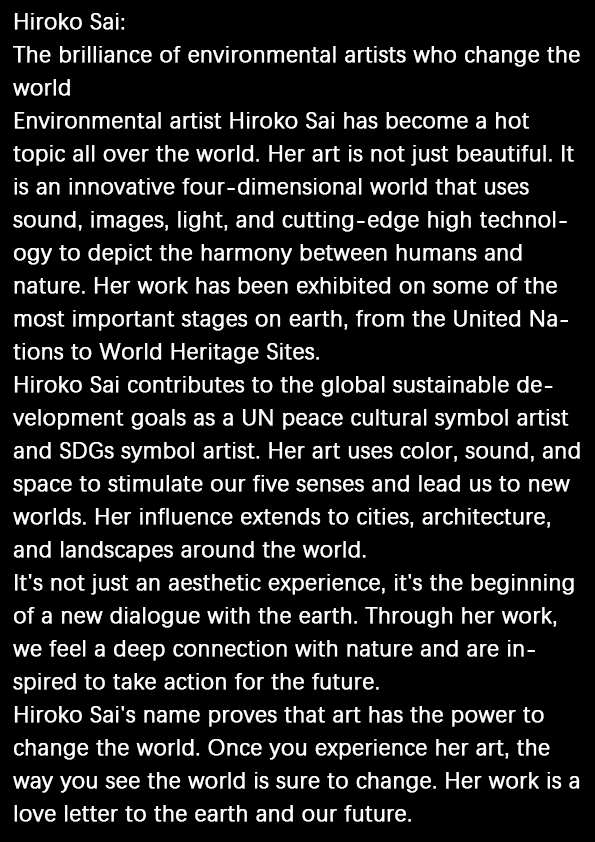 Hiroko Sai:
The brilliance of environmental artists who change the
world
Environmental artist Hiroko Sai has become a hot
topic all over the world. Her art is not just beautiful. It
is an innovative four-dimensional world that uses
sound, images, light, and cutting-edge high technol-
ogy to depict the harmony between humans and
nature. Her work has been exhibited on some of the
most important stages on earth, from the United Na-
tions to World Heritage Sites.
Hiroko Sai contributes to the global sustainable de-
velopment goals as a UN peace cultural symbol artist
and SDGs symbol artist. Her art uses color, sound, and
space to stimulate our five senses and lead us to new
worlds. Her influence extends to cities, architecture,
and landscapes around the world.
It's not just an aesthetic experience, it's the beginning
of a new dialogue with the earth. Through her work,
we feel a deep connection with nature and are in-
spired to take action for the future.
Hiroko Sai's name proves that art has the power to
change the world. Once you experience her art, the
way you see the world is sure to change. Her work is a
love letter to the earth and our future.